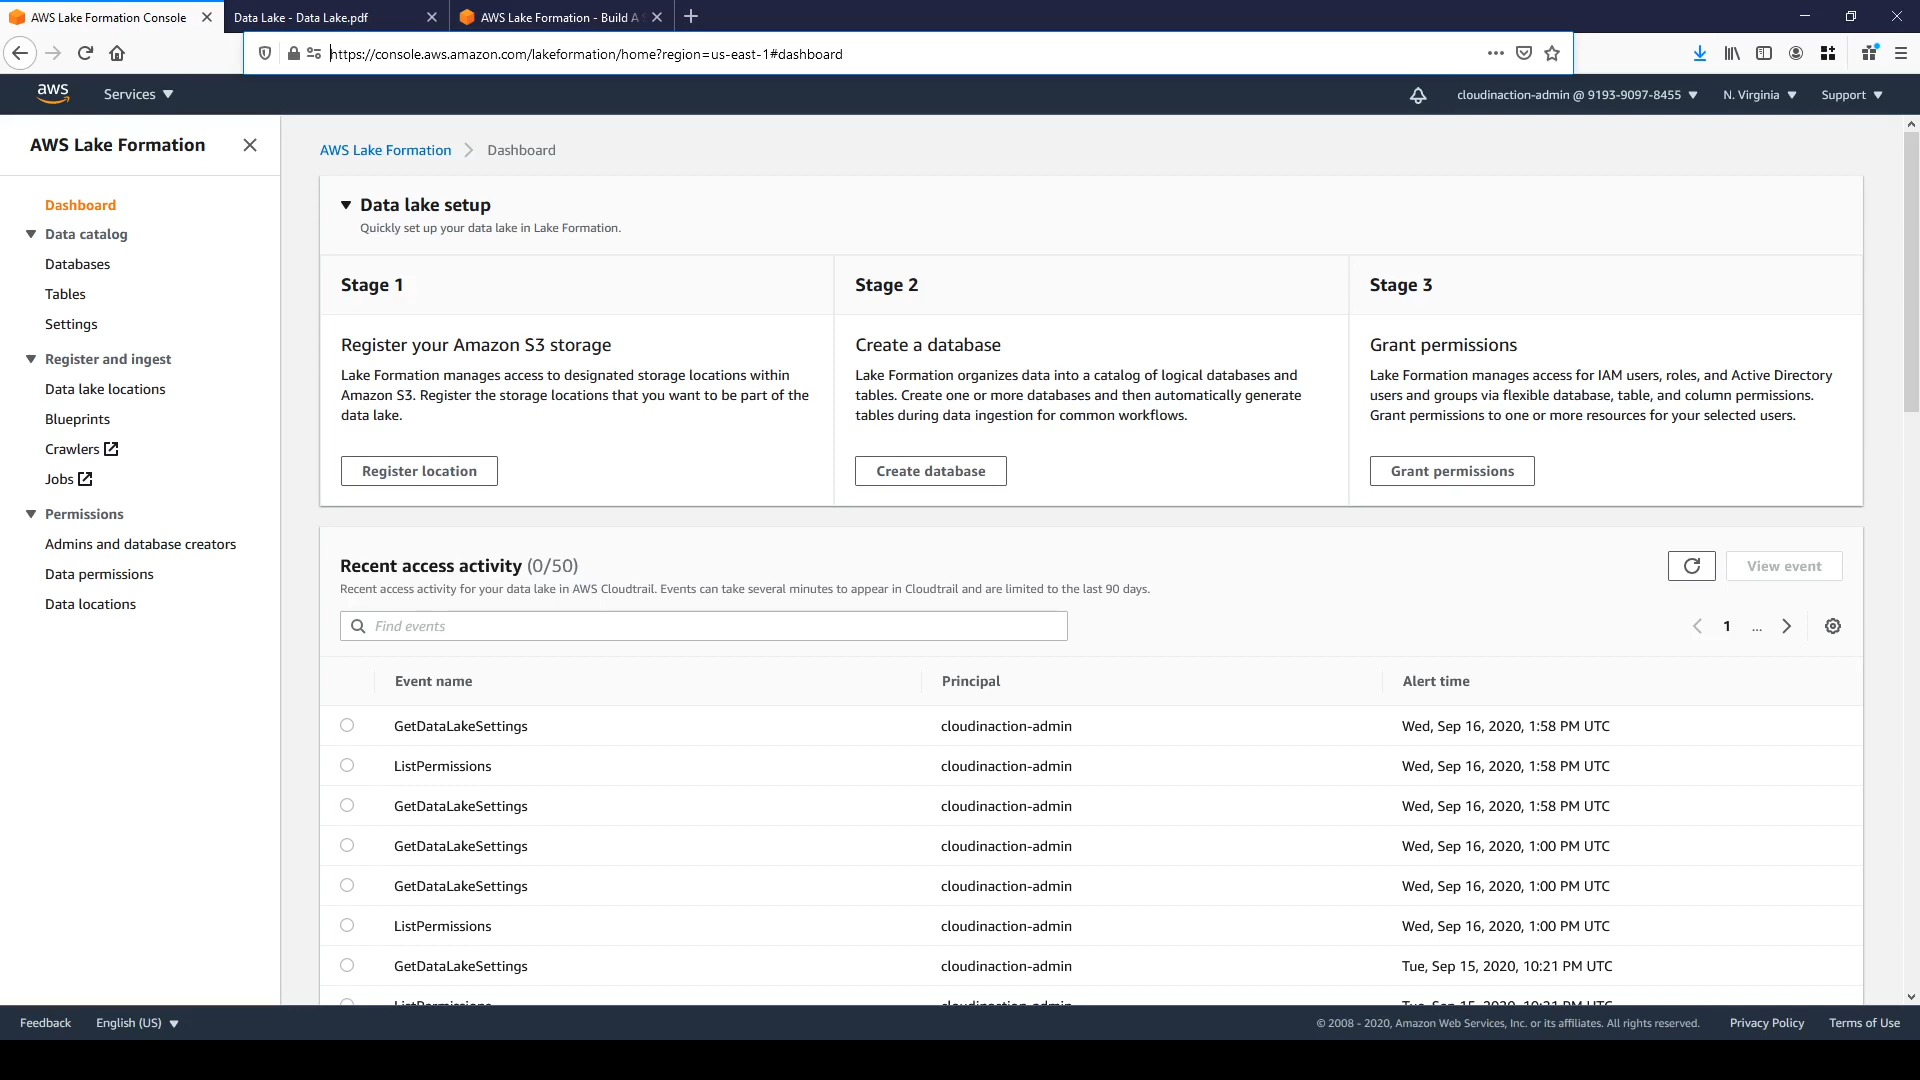 AWS Lake Formation Console
Data Lake - Data Lake.pdf
AWS Lake Formation - Build A
https://console.aws.amazon.com/lakeformation/home?region=us-east-1#dashboard
aws
Services
cloudinaction-admin @ 9193-9097-8455
N. Virginia
Support
AWS Lake Formation
Dashboard
Data catalog
Databases
Tables
Settings
Register and ingest
Data lake locations
Blueprints
Crawlers
Jobs
Permissions
Admins and database creators
Data permissions
Data locations
AWS Lake Formation
Dashboard
Data lake setup
Quickly set up your data lake in Lake Formation.
Stage 1
Register your Amazon S3 storage
Lake Formation manages access to designated storage locations within
Amazon S3. Register the storage locations that you want to be part of the
data lake.
Register location
Stage 2
Create a database
Lake Formation organizes data into a catalog of logical databases and
tables. Create one or more databases and then automatically generate
tables during data ingestion for common workflows.
Create database
Stage 3
Grant permissions
Lake Formation manages access for IAM users, roles, and Active Directory
users and groups via flexible database, table, and column permissions.
Grant permissions to one or more resources for your selected users.
Grant permissions
Recent access activity (0/50)
Recent access activity for your data lake in AWS Cloudtrail. Events can take several minutes to appear in Cloudtrail and are limited to the last 90 days.
View event
Find events
1 ...
Event name Principal Alert time
GetDataLakeSettings cloudinaction-admin Wed, Sep 16, 2020, 1:58 PM UTC
ListPermissions cloudinaction-admin Wed, Sep 16, 2020, 1:58 PM UTC
GetDataLakeSettings cloudinaction-admin Wed, Sep 16, 2020, 1:58 PM UTC
GetDataLakeSettings cloudinaction-admin Wed, Sep 16, 2020, 1:00 PM UTC
GetDataLakeSettings cloudinaction-admin Wed, Sep 16, 2020, 1:00 PM UTC
ListPermissions cloudinaction-admin Wed, Sep 16, 2020, 1:00 PM UTC
GetDataLakeSettings cloudinaction-admin Tue, Sep 15, 2020, 10:21 PM UTC
ListPermissions cloudinaction-admin Tue, Sep 15, 2020, 10:21 PM UTC
Feedback
English (US)
© 2008 - 2020, Amazon Web Services, Inc. or its affiliates. All rights reserved.
Privacy Policy
Terms of Use